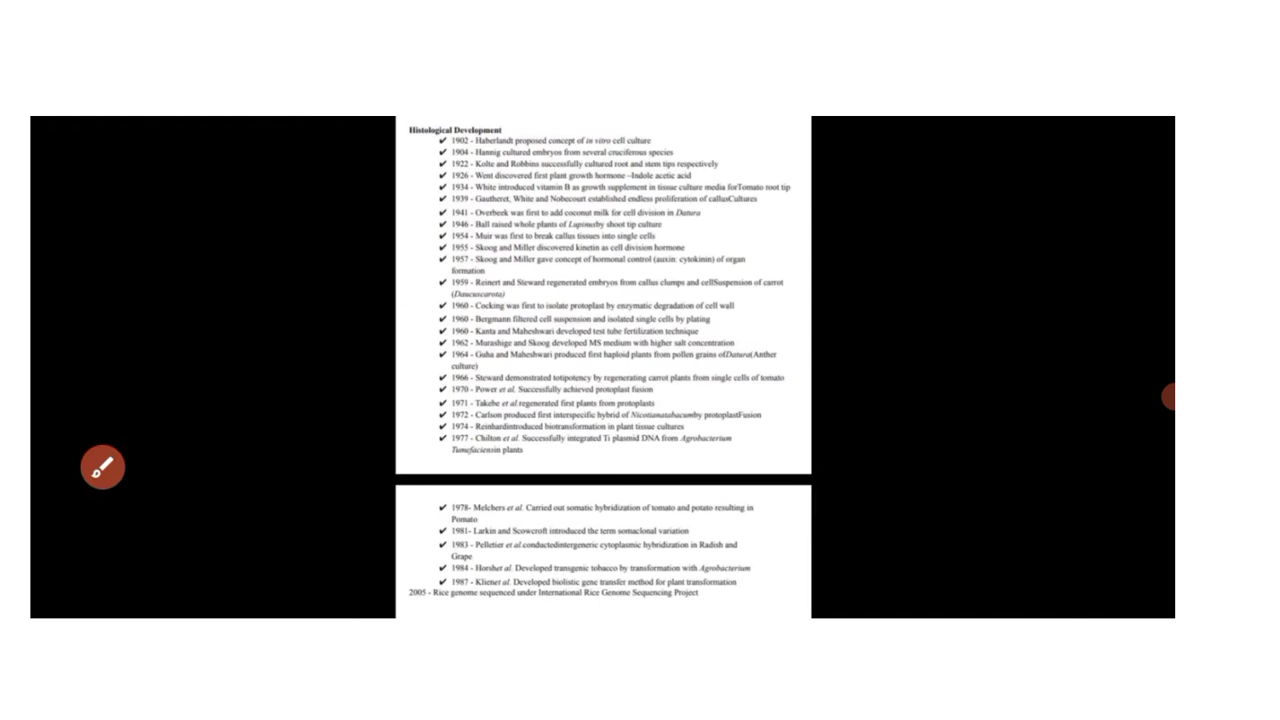 Histological Development
✔ 1902 - Haberlandt proposed concept of in vitro cell culture
✔ 1904 - Hannig cultured embryos from several cruciferous species
✔ 1922 - Kolte and Robbins successfully cultured root and stem tips respectively
✔ 1926 - Went discovered first plant growth hormone –Indole acetic acid
✔ 1934 - White introduced vitamin B as growth supplement in tissue culture media forTomato root tip
✔ 1939 - Gautheret, White and Nobecourt established endless proliferation of callusCultures
✔ 1941 - Overbeek was first to add coconut milk for cell division in Datura
✔ 1946 - Ball raised whole plants of Lupinusby shoot tip culture
✔ 1954 - Muir was first to break callus tissues into single cells
✔ 1955 - Skoog and Miller discovered kinetin as cell division hormone
✔ 1957 - Skoog and Miller gave concept of hormonal control (auxin: cytokinin) of organ
formation
✔ 1959 - Reinert and Steward regenerated embryos from callus clumps and cellSuspension of carrot
(Daucuscarota)
✔ 1960 - Cocking was first to isolate protoplast by enzymatic degradation of cell wall
✔ 1960 - Bergmann filtered cell suspension and isolated single cells by plating
✔ 1960 - Kanta and Maheshwari developed test tube fertilization technique
✔ 1962 - Murashige and Skoog developed MS medium with higher salt concentration
✔ 1964 - Guha and Maheshwari produced first haploid plants from pollen grains ofDatura(Anther
culture)
✔ 1966 - Steward demonstrated totipotency by regenerating carrot plants from single cells of tomato
✔ 1970 - Power et al. Successfully achieved protoplast fusion
✔ 1971 - Takebe et al.regenerated first plants from protoplasts
✔ 1972 - Carlson produced first interspecific hybrid of Nicotianatabacumby protoplastFusion
✔ 1974 - Reinhardintroduced biotransformation in plant tissue cultures
✔ 1977 - Chilton et al. Successfully integrated Ti plasmid DNA from Agrobacterium
Tumefaciensin plants
✔ 1978- Melchers et al. Carried out somatic hybridization of tomato and potato resulting in
Pomato
✔ 1981- Larkin and Scowcroft introduced the term somaclonal variation
✔ 1983 - Pelletier et al.conductedintergeneric cytoplasmic hybridization in Radish and
Grape
✔ 1984 - Horshet al. Developed transgenic tobacco by transformation with Agrobacterium
✔ 1987 - Klienet al. Developed biolistic gene transfer method for plant transformation
2005 - Rice genome sequenced under International Rice Genome Sequencing Project